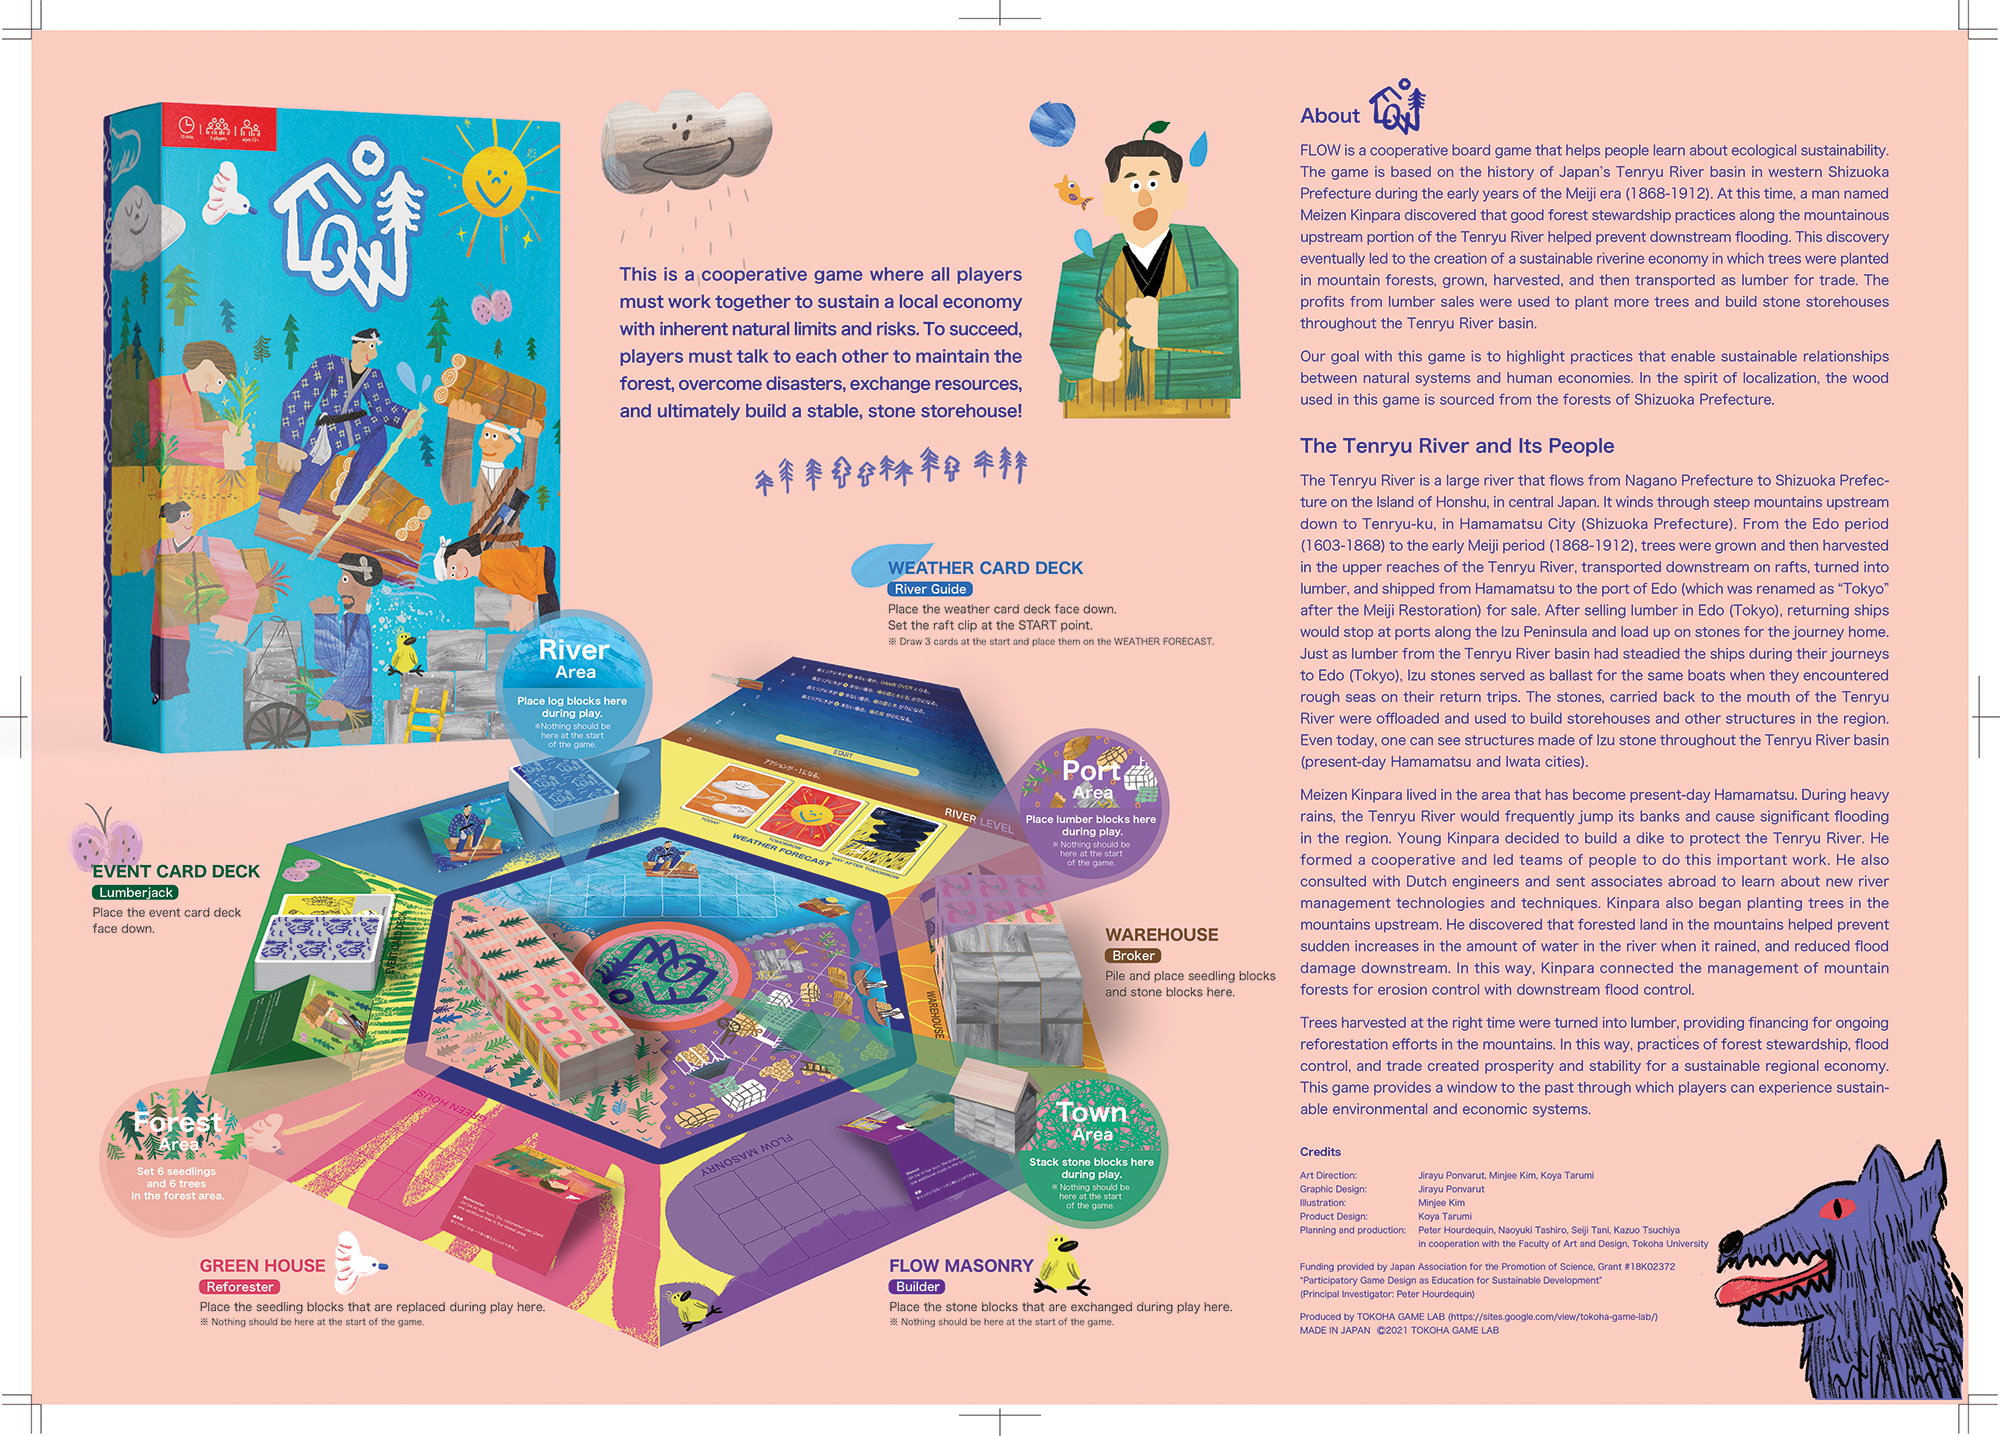 15 min
5 players
ages 12+
FLOW
This is a cooperative game where all players
must work together to sustain a local economy
with inherent natural limits and risks. To succeed,
players must talk to each other to maintain the
forest, overcome disasters, exchange resources,
and ultimately build a stable, stone storehouse!
WEATHER CARD DECK
River Guide
Place the weather card deck face down.
Set the raft clip at the START point.
※ Draw 3 cards at the start and place them on the WEATHER FORECAST.
River
Area
Place log blocks here
during play.
※Nothing should be
here at the start
of the game.
START
アクションが-1になる。
RIVER LEVEL
TODAY
TOMORROW
DAY AFTER TOMORROW
WEATHER FORECAST
Port
Area
Place lumber blocks here
during play.
※ Nothing should be
here at the start
of the game.
EVENT CARD DECK
Lumberjack
Place the event card deck
face down.
EVENT CARD DECK
WAREHOUSE
Broker
Pile and place seedling blocks
and stone blocks here.
WAREHOUSE
FLOW
Forest
Area
Set 6 seedlings
and 6 trees
in the forest area.
GREEN HOUSE
FLOW MASONRY
Town
Area
Stack stone blocks here
during play.
※ Nothing should be
here at the start
of the game.
GREEN HOUSE
Reforester
Place the seedling blocks that are replaced during play here.
※ Nothing should be here at the start of the game.
FLOW MASONRY
Builder
Place the stone blocks that are exchanged during play here.
※ Nothing should be here at the start of the game.
About FLOW
FLOW is a cooperative board game that helps people learn about ecological sustainability.
The game is based on the history of Japan's Tenryu River basin in western Shizuoka
Prefecture during the early years of the Meiji era (1868-1912). At this time, a man named
Meizen Kinpara discovered that good forest stewardship practices along the mountainous
upstream portion of the Tenryu River helped prevent downstream flooding. This discovery
eventually led to the creation of a sustainable riverine economy in which trees were planted
in mountain forests, grown, harvested, and then transported as lumber for trade. The
profits from lumber sales were used to plant more trees and build stone storehouses
throughout the Tenryu River basin.
Our goal with this game is to highlight practices that enable sustainable relationships
between natural systems and human economies. In the spirit of localization, the wood
used in this game is sourced from the forests of Shizuoka Prefecture.
The Tenryu River and Its People
The Tenryu River is a large river that flows from Nagano Prefecture to Shizuoka Prefec-
ture on the Island of Honshu, in central Japan. It winds through steep mountains upstream
down to Tenryu-ku, in Hamamatsu City (Shizuoka Prefecture). From the Edo period
(1603-1868) to the early Meiji period (1868-1912), trees were grown and then harvested
in the upper reaches of the Tenryu River, transported downstream on rafts, turned into
lumber, and shipped from Hamamatsu to the port of Edo (which was renamed as “Tokyo”
after the Meiji Restoration) for sale. After selling lumber in Edo (Tokyo), returning ships
would stop at ports along the Izu Peninsula and load up on stones for the journey home.
Just as lumber from the Tenryu River basin had steadied the ships during their journeys
to Edo (Tokyo), Izu stones served as ballast for the same boats when they encountered
rough seas on their return trips. The stones, carried back to the mouth of the Tenryu
River were offloaded and used to build storehouses and other structures in the region.
Even today, one can see structures made of Izu stone throughout the Tenryu River basin
(present-day Hamamatsu and Iwata cities).
Meizen Kinpara lived in the area that has become present-day Hamamatsu. During heavy
rains, the Tenryu River would frequently jump its banks and cause significant flooding
in the region. Young Kinpara decided to build a dike to protect the Tenryu River. He
formed a cooperative and led teams of people to do this important work. He also
consulted with Dutch engineers and sent associates abroad to learn about new river
management technologies and techniques. Kinpara also began planting trees in the
mountains upstream. He discovered that forested land in the mountains helped prevent
sudden increases in the amount of water in the river when it rained, and reduced flood
damage downstream. In this way, Kinpara connected the management of mountain
forests for erosion control with downstream flood control.
Trees harvested at the right time were turned into lumber, providing financing for ongoing
reforestation efforts in the mountains. In this way, practices of forest stewardship, flood
control, and trade created prosperity and stability for a sustainable regional economy.
This game provides a window to the past through which players can experience sustain-
able environmental and economic systems.
Credits
Art Direction: Jirayu Ponvarut, Minjee Kim, Koya Tarumi
Graphic Design: Jirayu Ponvarut
Illustration: Minjee Kim
Product Design: Koya Tarumi
Planning and production: Peter Hourdequin, Naoyuki Tashiro, Seiji Tani, Kazuo Tsuchiya
in cooperation with the Faculty of Art and Design, Tokoha University
Funding provided by Japan Association for the Promotion of Science, Grant #18K02372
“Participatory Game Design as Education for Sustainable Development”
(Principal Investigator: Peter Hourdequin)
Produced by TOKOHA GAME LAB (https://sites.google.com/view/tokoha-game-lab/)
MADE IN JAPAN ©2021 TOKOHA GAME LAB